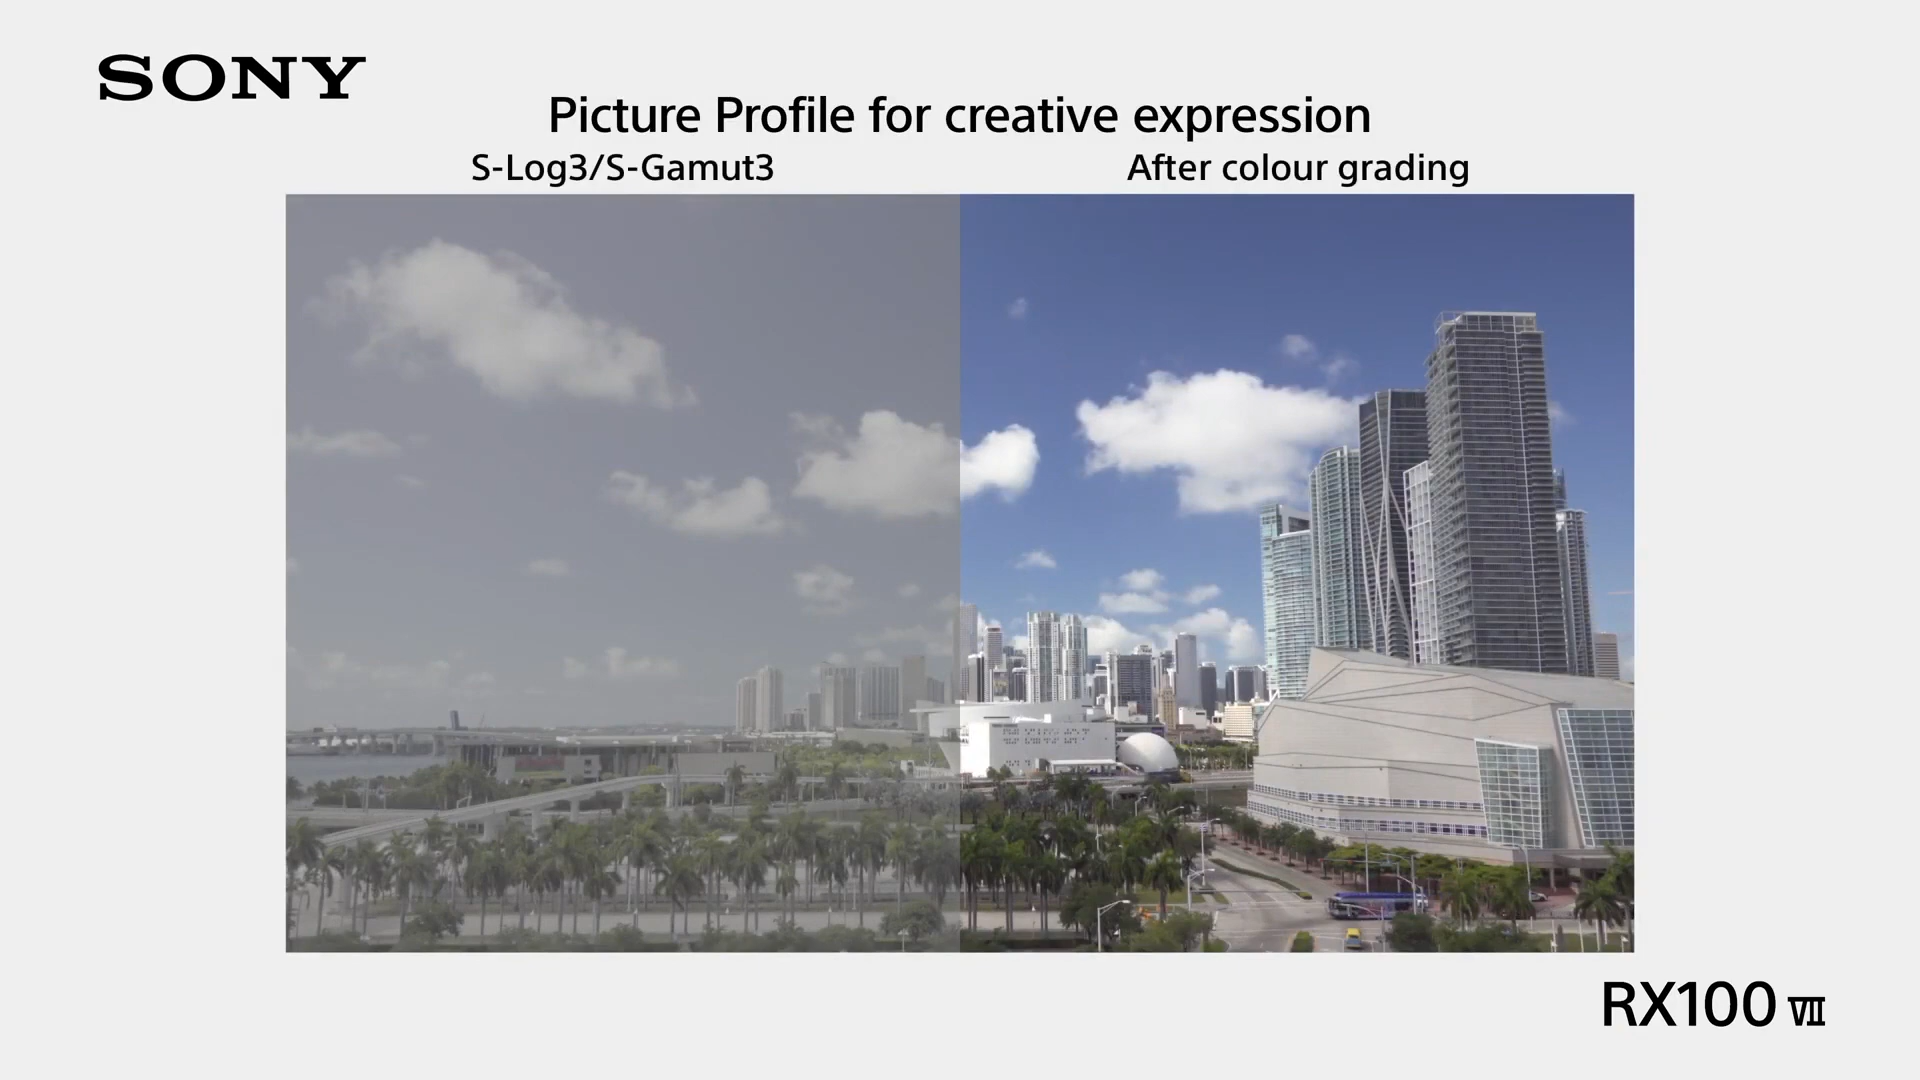 SONY
Picture Profile for creative expression
S-Log3/S-Gamut3
After colour grading
RX100 VII